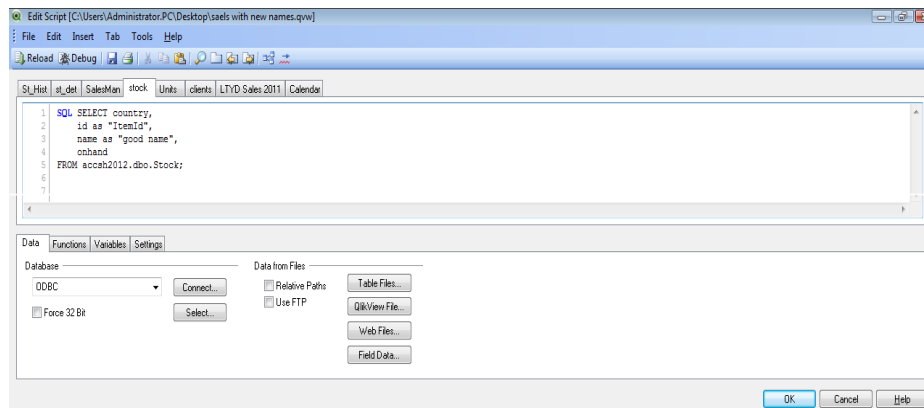 Edit Script [C:\Users\Administrator.PC\Desktop\saels with new names.qvw]
File Edit Insert Tab Tools Help
Reload Debug
St_Hist st_det SalesMan stock Units clients LTYD Sales 2011 Calendar
1 SQL SELECT country,
2 id as "ItemId",
3 name as "good name",
4 onhand
5 FROM accsh2012.dbo.Stock;
6
7
Data Functions Variables Settings
Database Data from Files
ODBC Connect... Relative Paths Table Files...
Force 32 Bit Select... Use FTP QlikView File...
Web Files...
Field Data...
OK Cancel Help